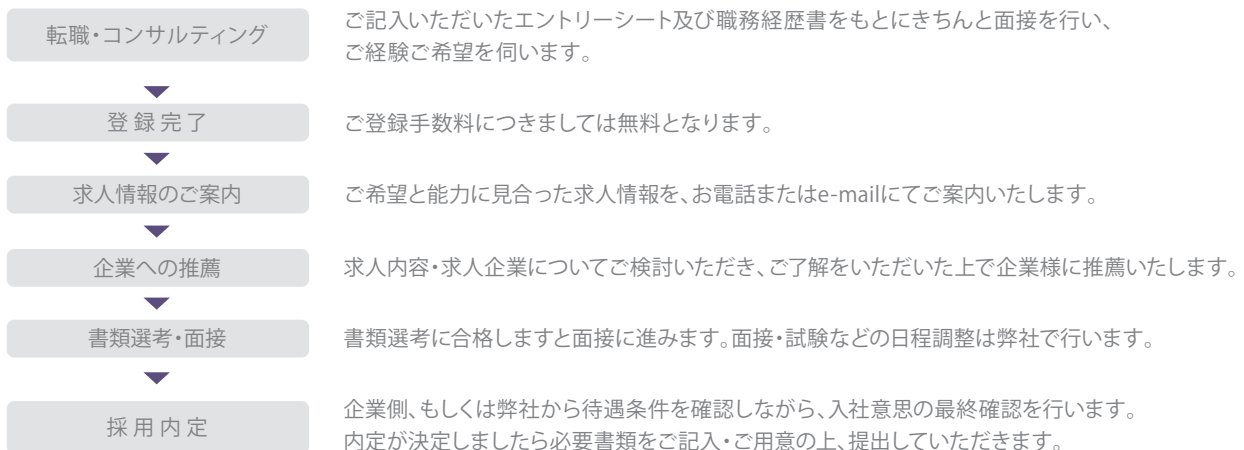 転職・コンサルティング
ご記入いただいたエントリーシート及び職務経歴書をもとにきちんと面接を行い、
ご経験ご希望を伺います。
登録完了
ご登録手数料につきましては無料となります。
求人情報のご案内
ご希望と能力に見合った求人情報を、お電話またはe-mailにてご案内いたします。
企業への推薦
求人内容・求人企業についてご検討いただき、ご了解をいただいた上で企業様に推薦いたします。
書類選考・面接
書類選考に合格しますと面接に進みます。面接・試験などの日程調整は弊社で行います。
採用内定
企業側、もしくは弊社から待遇条件を確認しながら、入社意思の最終確認を行います。
内定が決定しましたら必要書類をご記入・ご用意の上、提出していただきます。